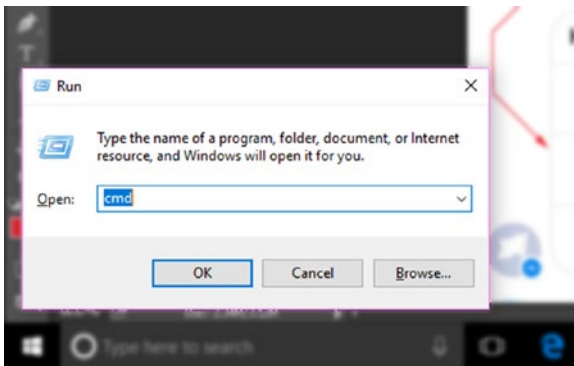 Run
Type the name of a program, folder, document, or Internet
resource, and Windows will open it for you.
Open:
cmd
OK
Cancel
Browse...
Type here to search